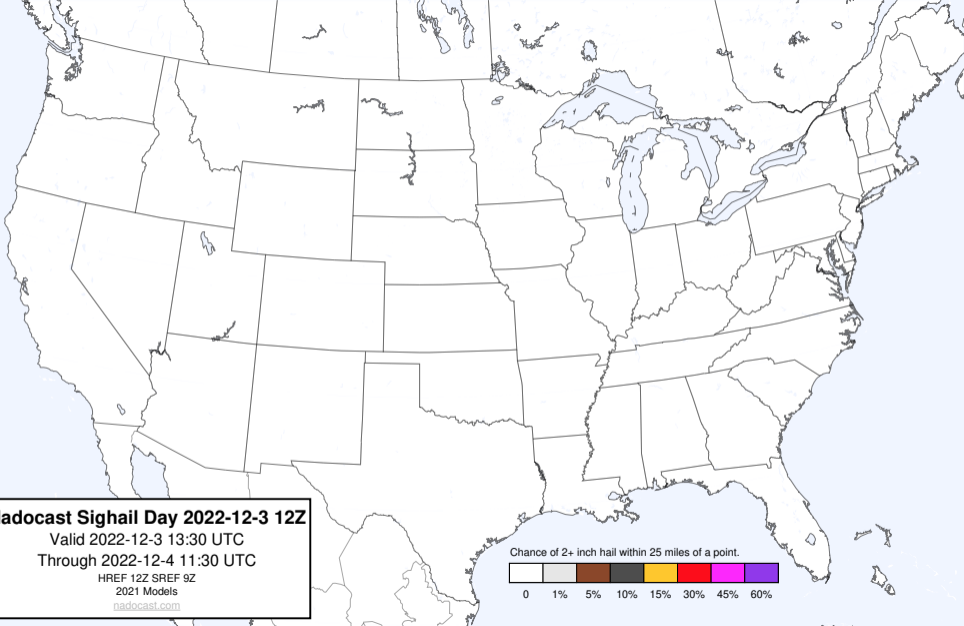 adocast Sighail Day 2022-12-3 12Z
Valid 2022-12-3 13:30 UTC
Through 2022-12-4 11:30 UTC
HREF 12Z SREF 9Z
2021 Models
nadocast.com
Chance of 2+ inch hail within 25 miles of a point.
0 1% 5% 10% 15% 30% 45% 60%